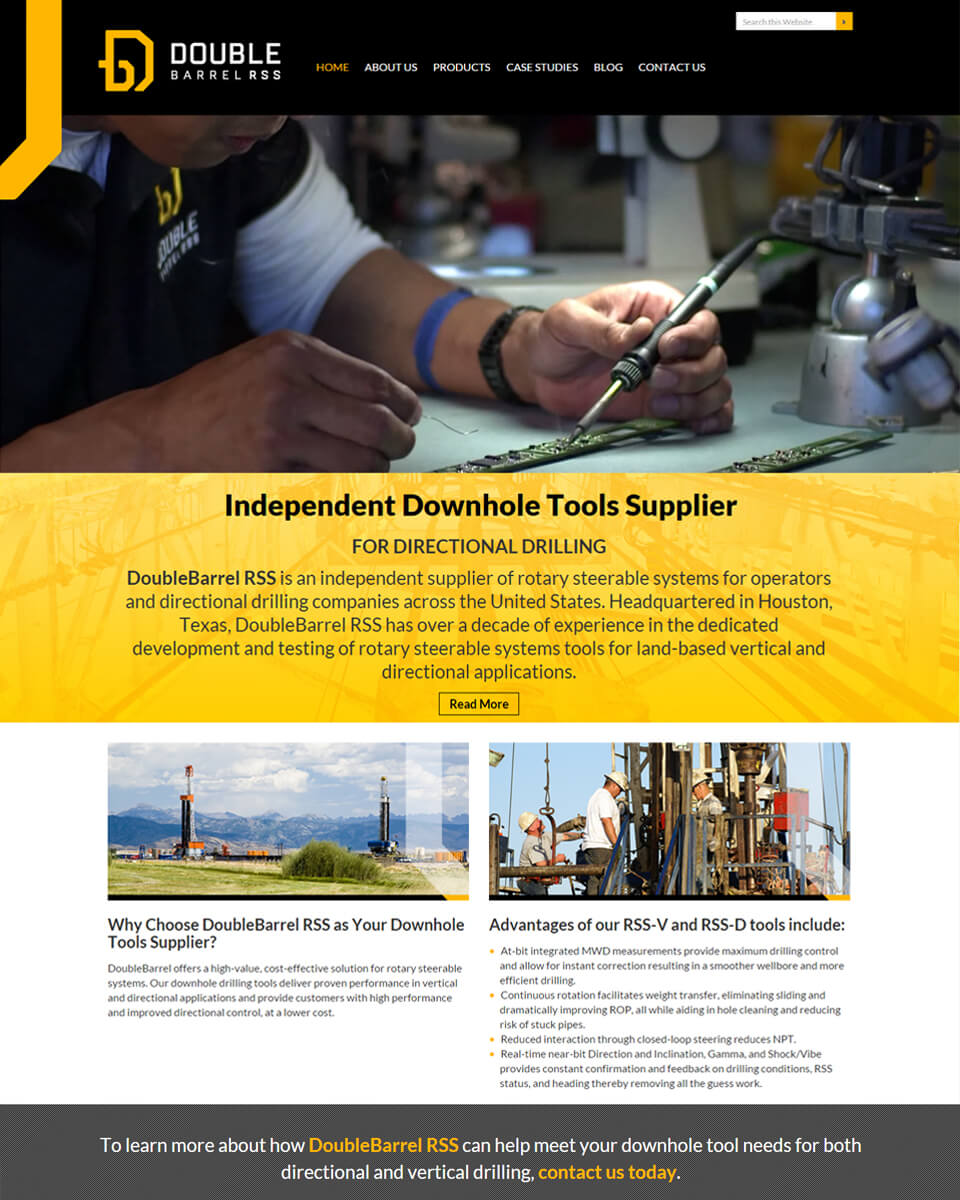 Search this Website
›
DOUBLE
BARREL RSS
HOME ABOUT US PRODUCTS CASE STUDIES BLOG CONTACT US
DOUBLE
Independent Downhole Tools Supplier
FOR DIRECTIONAL DRILLING
DoubleBarrel RSS is an independent supplier of rotary steerable systems for operators
and directional drilling companies across the United States. Headquartered in Houston,
Texas, DoubleBarrel RSS has over a decade of experience in the dedicated
development and testing of rotary steerable systems tools for land-based vertical and
directional applications.
Read More
Why Choose DoubleBarrel RSS as Your Downhole
Tools Supplier?
DoubleBarrel offers a high-value, cost-effective solution for rotary steerable
systems. Our downhole drilling tools deliver proven performance in vertical
and directional applications and provide customers with high performance
and improved directional control, at a lower cost.
Advantages of our RSS-V and RSS-D tools include:
At-bit integrated MWD measurements provide maximum drilling control
and allow for instant correction resulting in a smoother wellbore and more
efficient drilling.
Continuous rotation facilitates weight transfer, eliminating sliding and
dramatically improving ROP, all while aiding in hole cleaning and reducing
risk of stuck pipes.
Reduced interaction through closed-loop steering reduces NPT.
Real-time near-bit Direction and Inclination, Gamma, and Shock/Vibe
provides constant confirmation and feedback on drilling conditions, RSS
status, and heading thereby removing all the guess work.
To learn more about how DoubleBarrel RSS can help meet your downhole tool needs for both
directional and vertical drilling, contact us today.